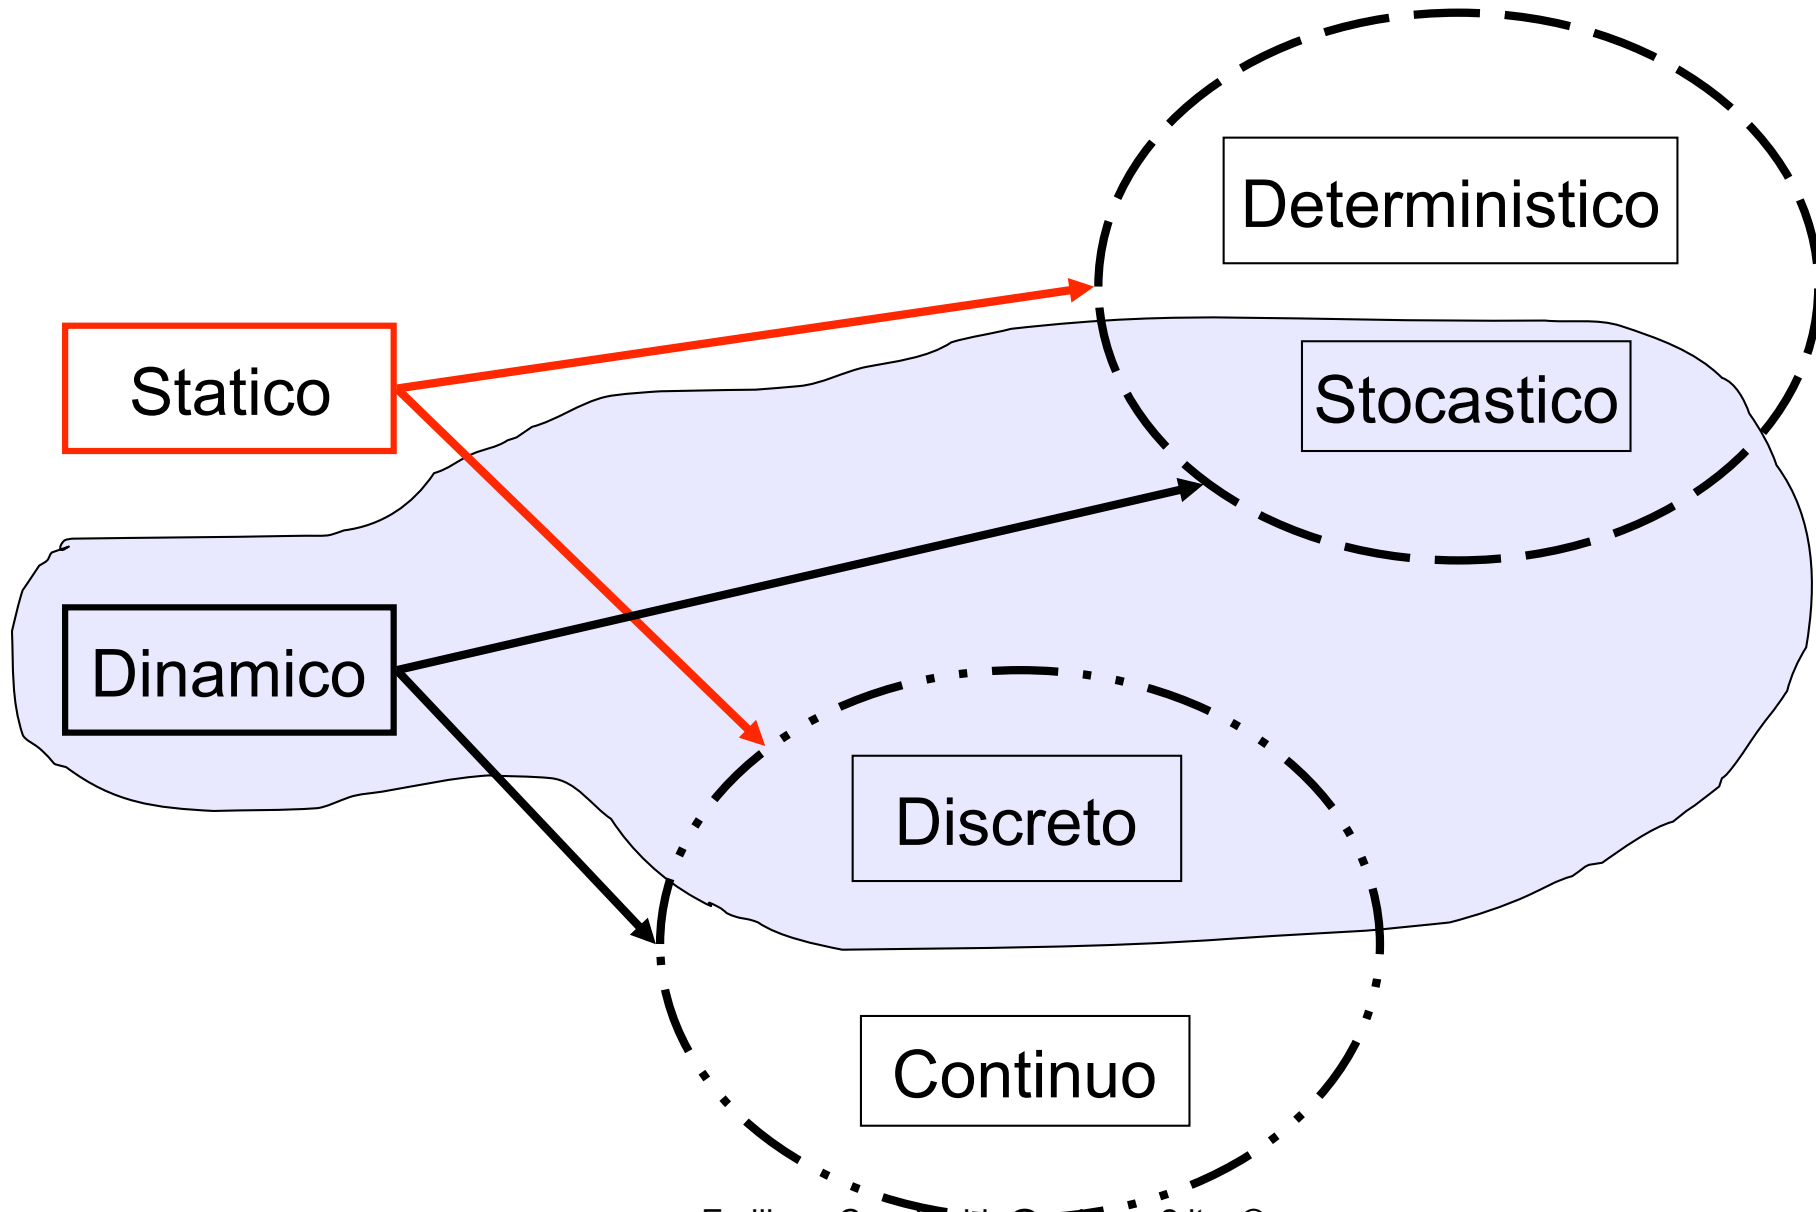 Deterministico
Statico
Stocastico
Dinamico
Discreto
Continuo